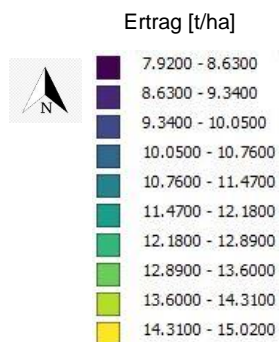 Ertrag [t/ha]
7.9200 - 8.6300
N
8.6300 - 9.3400
9.3400 - 10.0500
10.0500 - 10.7600
10.7600 - 11.4700
11.4700 - 12.1800
12.1800 - 12.8900
12.8900 - 13.6000
13.6000 - 14.3100
14.3100 - 15.0200